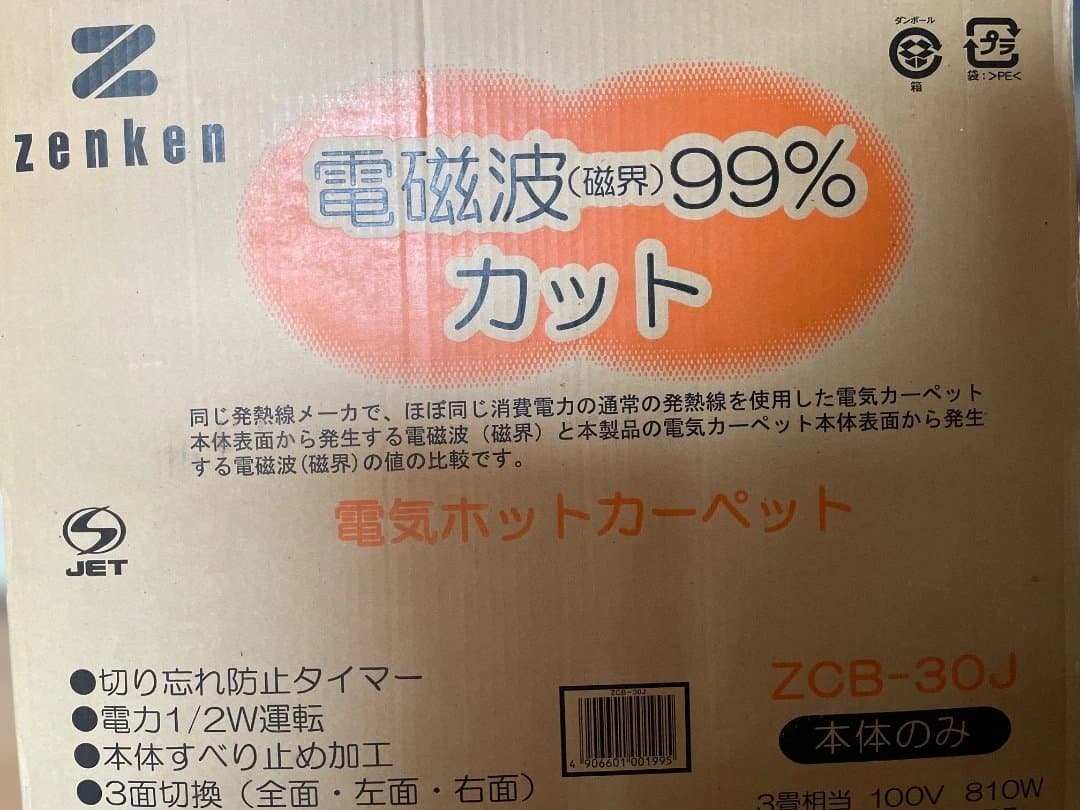 zenken
ダンボール
箱
プラ
袋:>PE<
電磁波(磁界)99%
カット
同じ発熱線メーカで、ほぼ同じ消費電力の通常の発熱線を使用した電気カーペット
本体表面から発生する電磁波(磁界)と本製品の電気カーペット本体表面から発生
する電磁波(磁界)の値の比較です。
電気ホットカーペット
JET
●切り忘れ防止タイマー
●電力1/2W運転
●本体すべり止め加工
●3面切換(全面・左面・右面)
ZCB-30J
4 906601 001995
ZCB-30J
本体のみ
3畳相当 100V 810W